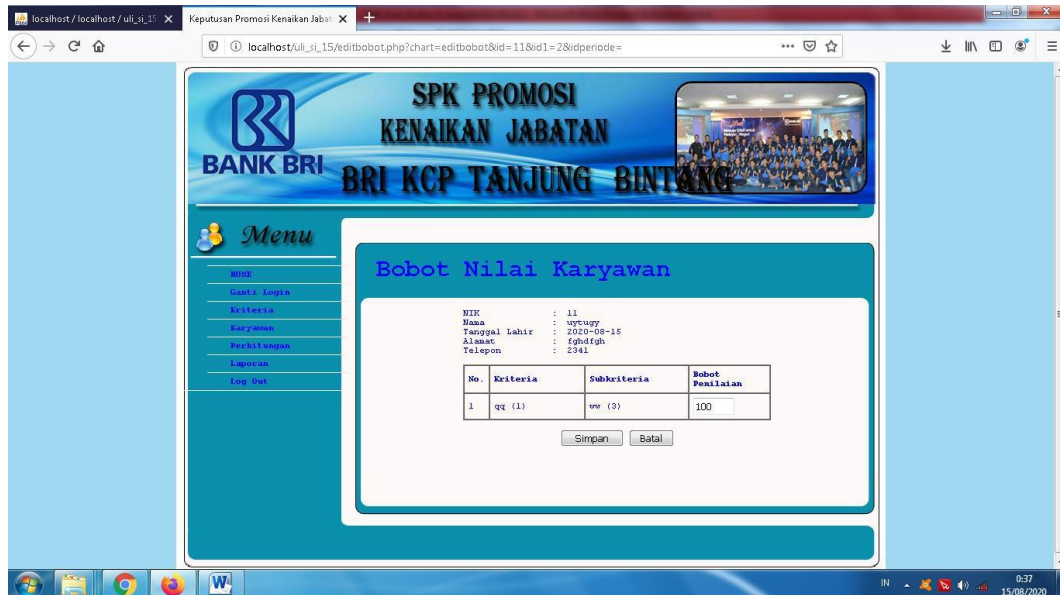 localhost / localhost / uli_si_15
Keputusan Promosi Kenaikan Jabat
localhost/uli_si_15/editbobot.php?chart=editbobot&id=11&id1=2&idperiode=
SPK PROMOSI
KENAIKAN JABATAN
BRI KCP TANJUNG BINTANG
BANK BRI
Menu
HOME
Ganti Login
Kriteria
Karyawan
Perhitungan
Laporan
Log Out
Bobot Nilai Karyawan
NIK : 11
Nama : uytugy
Tanggal Lahir : 2020-08-15
Alamat : fghdfgh
Telepon : 2341
No. Kriteria Subkriteria Bobot Penilaian
1 qq (1) ww (3) 100
Simpan Batal
IN
0:37
15/08/2020